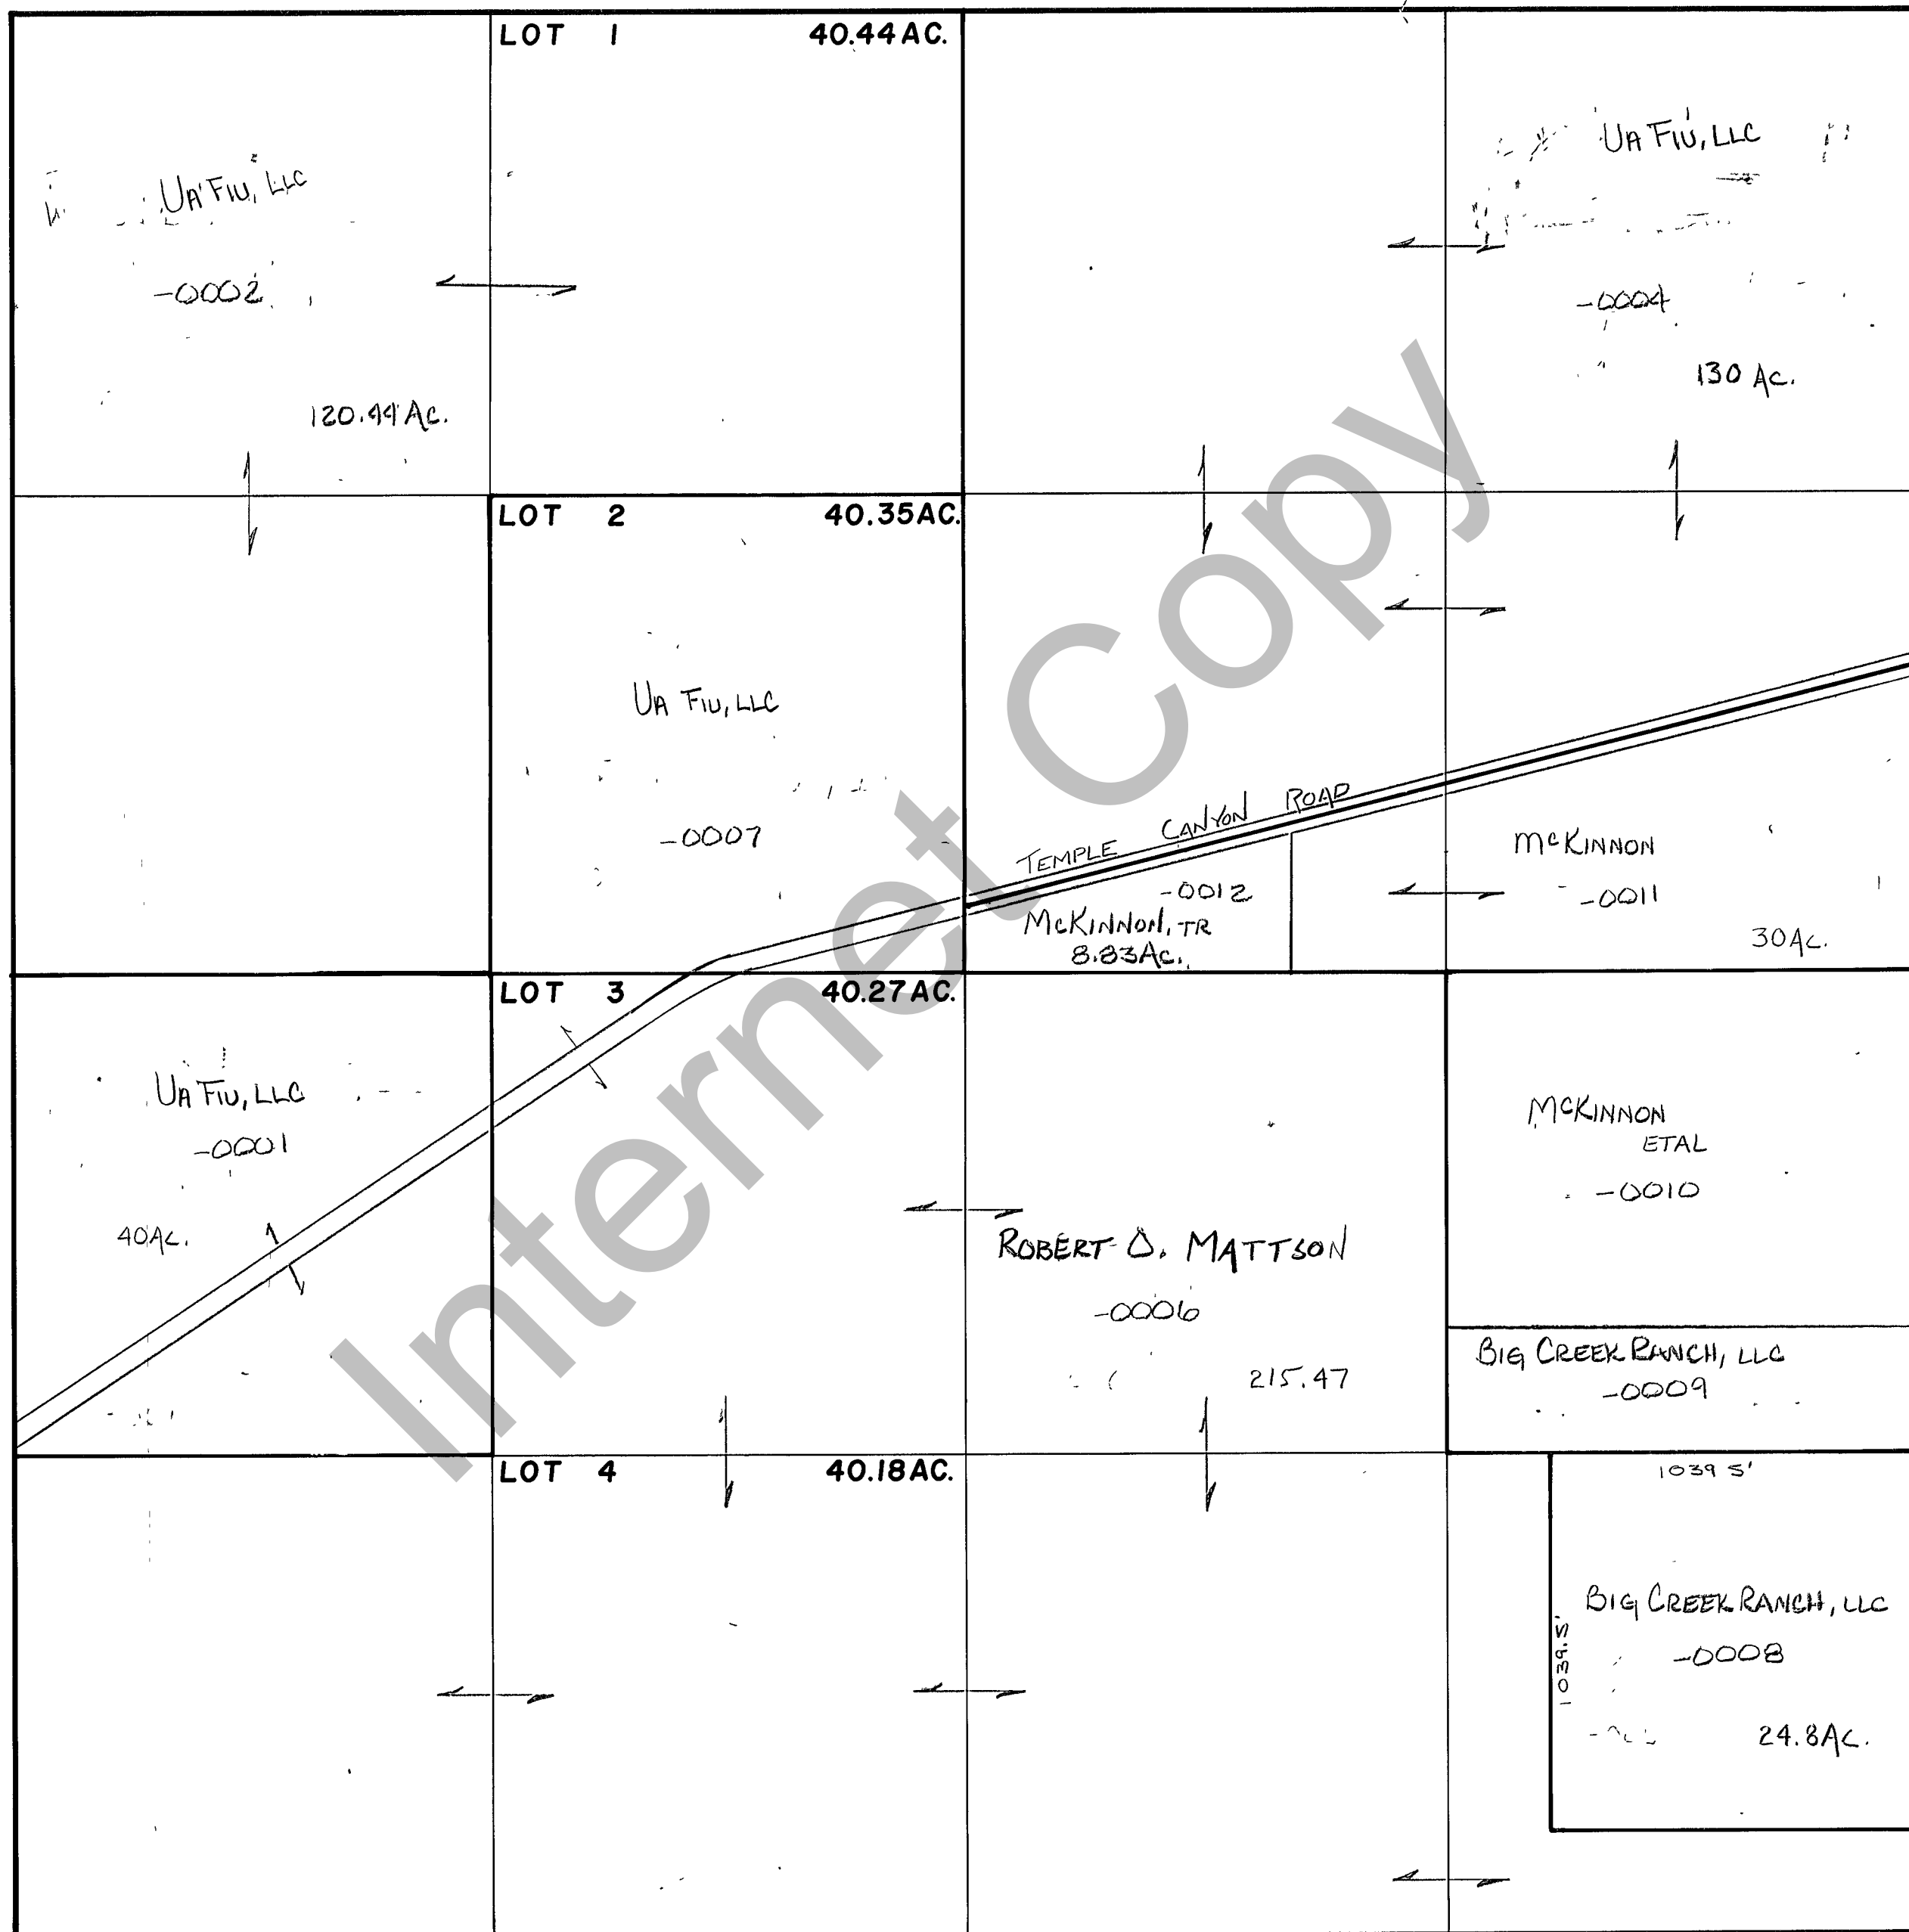 LOT 1 40.44 AC.
UA FIU, LLC
-0002
120.44 AC.
UA FIU, LLC
-0004
130 AC.
LOT 2 40.35 AC.
UA FIU, LLC
-0007
TEMPLE CANYON ROAD
-0012
McKINNON, TR
8.83 AC.
McKINNON
-0011
30 AC.
LOT 3 40.27 AC.
UA FIU, LLC
-0001
40 AC.
ROBERT D. MATTSON
-0006
215.47
McKINNON
ETAL
-0010
BIG CREEK RANCH, LLC
-0009
LOT 4 40.18 AC.
1039 5'
1039.5'
BIG CREEK RANCH, LLC
-0008
24.8 AC.
Internet Copy